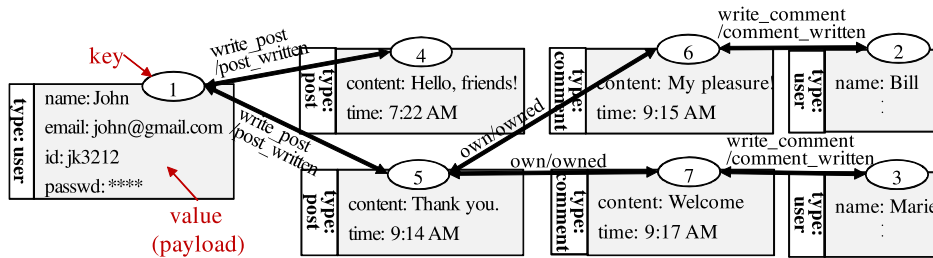 key
1
type: user
name: John
email: john@gmail.com
id: jk3212
passwd: ****
value
(payload)
write_post
/post_written
write_post
/post_written
4
type:
post
content: Hello, friends!
time: 7:22 AM
5
type:
post
content: Thank you.
time: 9:14 AM
own/owned
own/owned
6
type:
comment
content: My pleasure!
time: 9:15 AM
7
type:
comment
content: Welcome
time: 9:17 AM
write_comment
/comment_written
write_comment
/comment_written
2
type:
user
name: Bill
:
3
type:
user
name: Marie
: